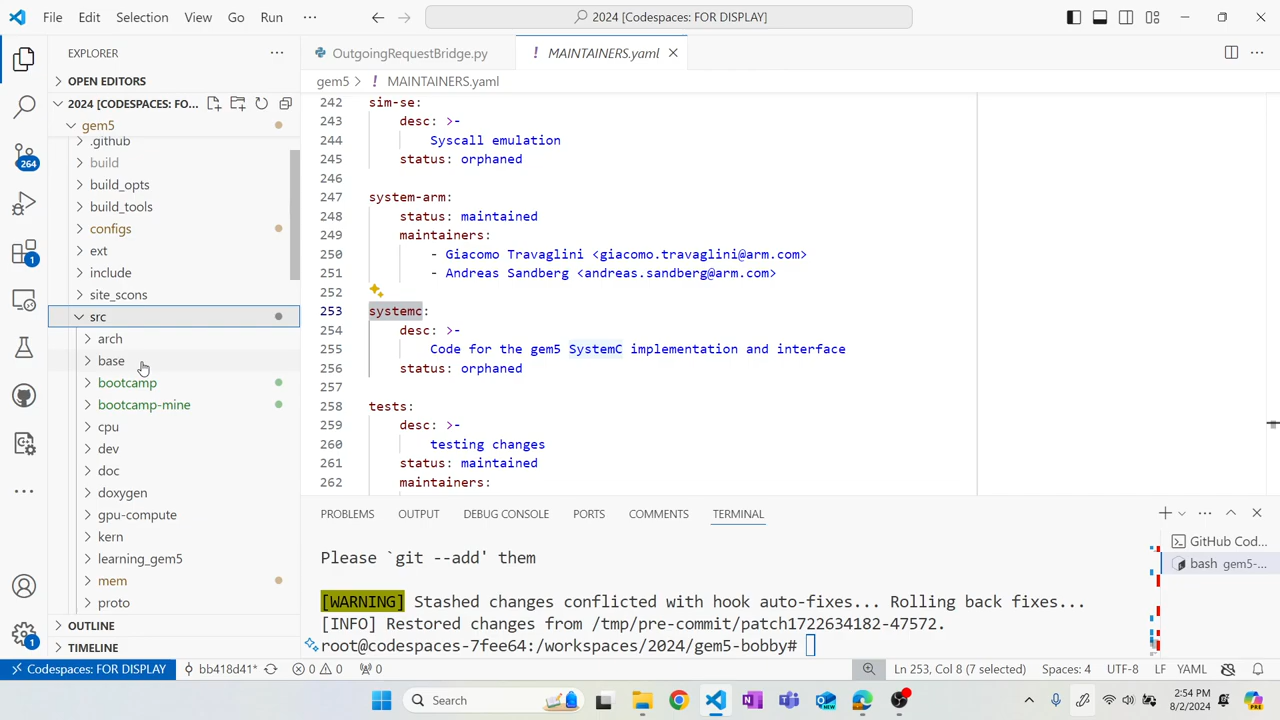 File Edit Selection View Go Run ··· 2024 [Codespaces: FOR DISPLAY]
EXPLORER ···
OPEN EDITORS
2024 [CODESPACES: FO...
gem5
.github
build
build_opts
build_tools
configs
ext
include
site_scons
src
arch
base
bootcamp
bootcamp-mine
cpu
dev
doc
doxygen
gpu-compute
kern
learning_gem5
mem
proto
OUTLINE
TIMELINE
264
1
1
OutgoingRequestBridge.py ! MAINTAINERS.yaml
gem5 > ! MAINTAINERS.yaml
242 sim-se:
243 desc: >-
244 Syscall emulation
245 status: orphaned
246
247 system-arm:
248 status: maintained
249 maintainers:
250 - Giacomo Travaglini <giacomo.travaglini@arm.com>
251 - Andreas Sandberg <andreas.sandberg@arm.com>
252
253 systemc:
254 desc: >-
255 Code for the gem5 SystemC implementation and interface
256 status: orphaned
257
258 tests:
259 desc: >-
260 testing changes
261 status: maintained
262 maintainers:
PROBLEMS OUTPUT DEBUG CONSOLE PORTS COMMENTS TERMINAL
Please `git --add' them
[WARNING] Stashed changes conflicted with hook auto-fixes... Rolling back fixes...
[INFO] Restored changes from /tmp/pre-commit/patch1722634182-47572.
root@codespaces-7fee64:/workspaces/2024/gem5-bobby#
GitHub Cod...
bash gem5-...
Codespaces: FOR DISPLAY bb418d41* 0 0 0 Ln 253, Col 8 (7 selected) Spaces: 4 UTF-8 LF YAML
Search
2:54 PM
8/2/2024